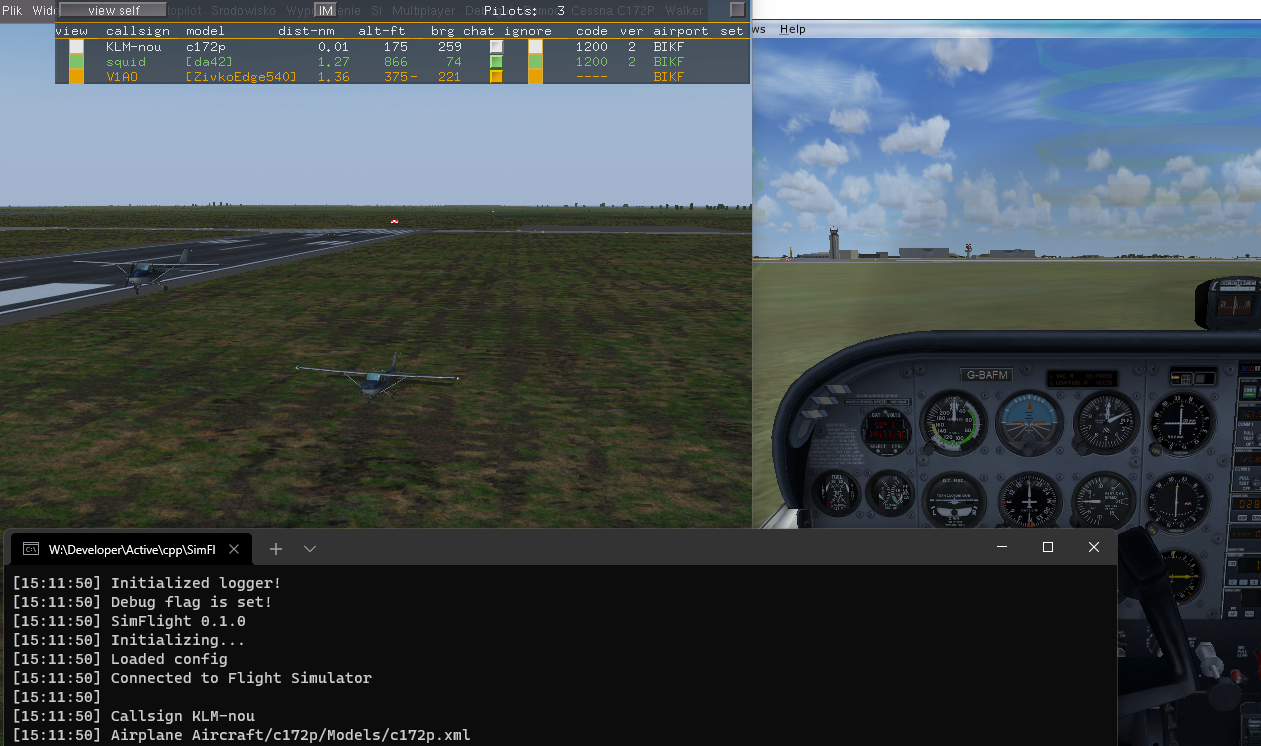 Plik
view self
Środowisko
IM
SI Multiplayer
Pilots: 3
Cessna C172P Walker
view callsign model dist-nm alt-ft brg chat ignore code ver airport set
KLM-nou c172p 0.01 175 259 1200 2 BIKF
squid [da42] 1.27 866 74 1200 2 BIKF
V1AO [ZivkoEdge540] 1.36 375- 221 ---- BIKF
ws Help
G-BAFM
W:\Developer\Active\cpp\SimFl
[15:11:50] Initialized logger!
[15:11:50] Debug flag is set!
[15:11:50] SimFlight 0.1.0
[15:11:50] Initializing...
[15:11:50] Loaded config
[15:11:50] Connected to Flight Simulator
[15:11:50]
[15:11:50] Callsign KLM-nou
[15:11:50] Airplane Aircraft/c172p/Models/c172p.xml